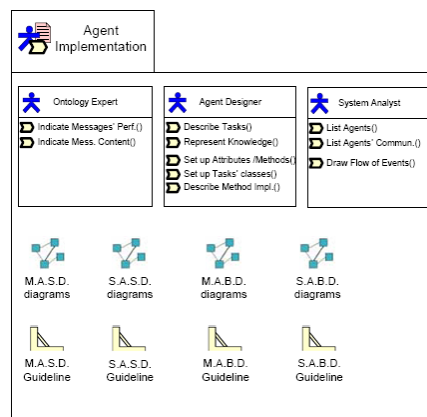 Agent
Implementation
Ontology Expert
Indicate Messages' Perf.()
Indicate Mess. Content()
Agent Designer
Describe Tasks()
Represent Knowledge()
Set up Attributes /Methods()
Set up Tasks' classes()
Describe Method Impl.()
System Analyst
List Agents()
List Agents' Commun.()
Draw Flow of Events()
M.A.S.D. diagrams
S.A.S.D. diagrams
M.A.B.D. diagrams
S.A.B.D. diagrams
M.A.S.D. Guideline
S.A.S.D. Guideline
M.A.B.D. Guideline
S.A.B.D. Guideline